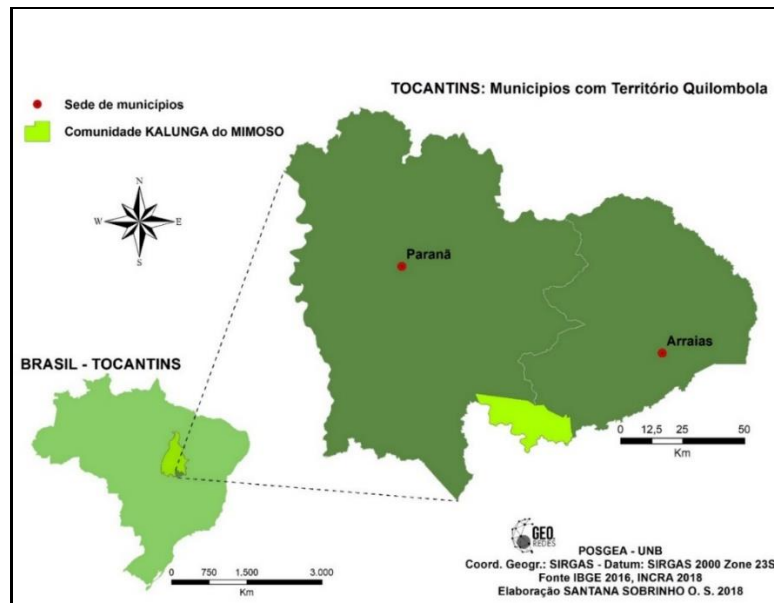 TOCANTINS: Municipios com Território Quilombola
Sede de municípios
Comunidade KALUNGA do MIMOSO
N
W
E
S
Paranã
Arraias
BRASIL - TOCANTINS
0 12,5 25 50
Km
0 750 1.500 3.000
Km
GEO
REDES
POSGEA - UNB
Coord. Geogr.: SIRGAS - Datum: SIRGAS 2000 Zone 23S
Fonte IBGE 2016, INCRA 2018
Elaboração SANTANA SOBRINHO O. S. 2018